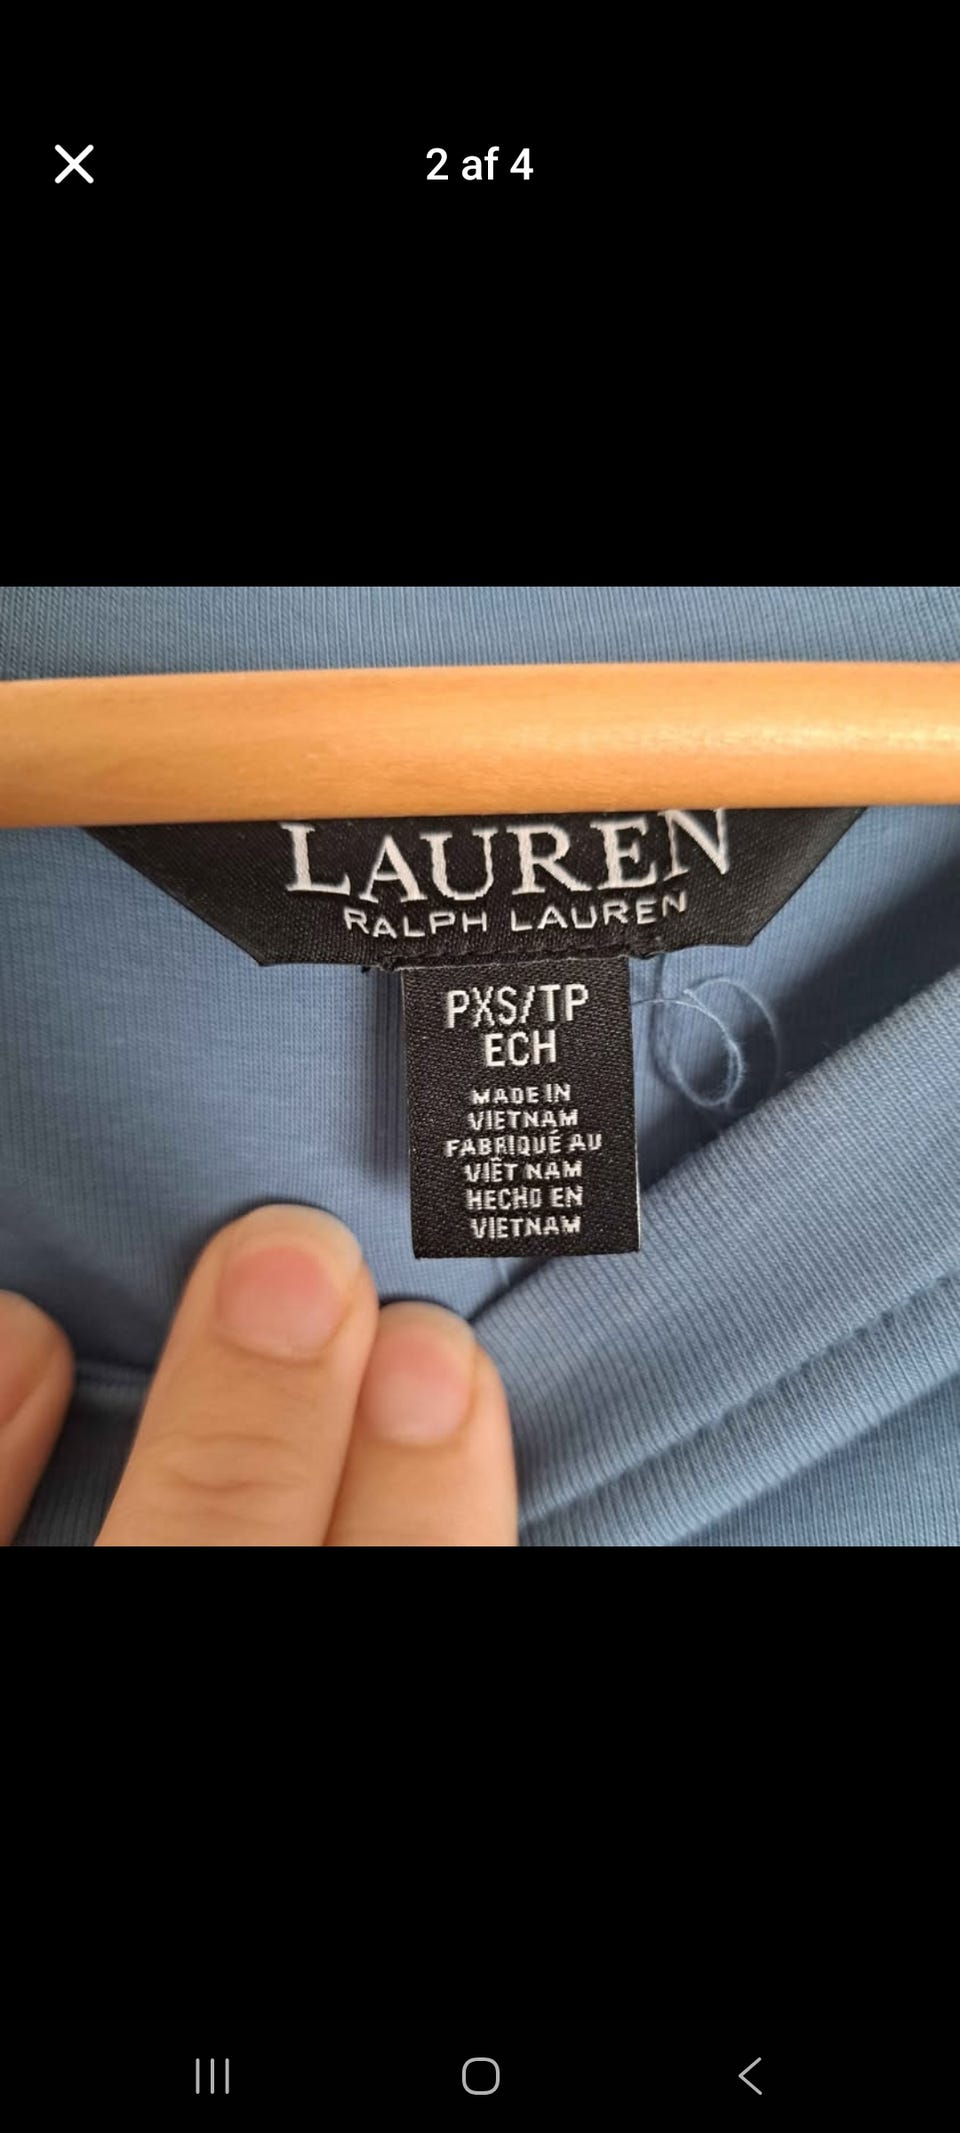 2 af 4
LAUREN
RALPH LAUREN
PXS/TP
ECH
MADE IN
VIETNAM
FABRIQUÉ AU
VIÊT NAM
HECHO EN
VIETNAM